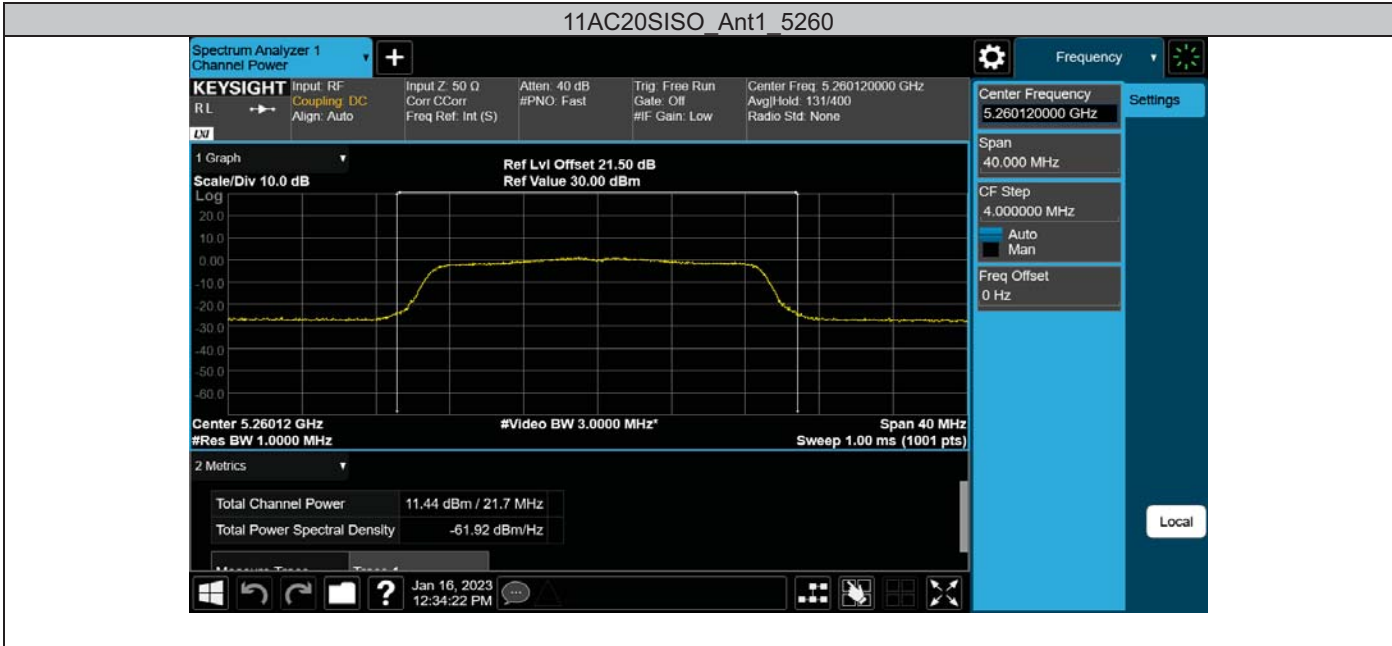 11AC20SISO_Ant1_5260
Spectrum Analyzer 1
Channel Power
Frequency
KEYSIGHT
RL
LXI
Input: RF
Coupling: DC
Align: Auto
Input Z: 50 Ω
Corr CCorr
Freq Ref: Int (S)
Atten: 40 dB
#PNO: Fast
Trig: Free Run
Gate: Off
#IF Gain: Low
Center Freq: 5.260120000 GHz
Avg|Hold: 131/400
Radio Std: None
Center Frequency
5.260120000 GHz
Settings
Span
40.000 MHz
CF Step
4.000000 MHz
Auto
Man
Freq Offset
0 Hz
Local
1 Graph
Scale/Div 10.0 dB
Ref Lvl Offset 21.50 dB
Ref Value 30.00 dBm
Log
20.0
10.0
0.00
-10.0
-20.0
-30.0
-40.0
-50.0
-60.0
Center 5.26012 GHz
#Video BW 3.0000 MHz*
Span 40 MHz
#Res BW 1.0000 MHz
Sweep 1.00 ms (1001 pts)
2 Metrics
Total Channel Power 11.44 dBm / 21.7 MHz
Total Power Spectral Density -61.92 dBm/Hz
?
Jan 16, 2023
12:34:22 PM